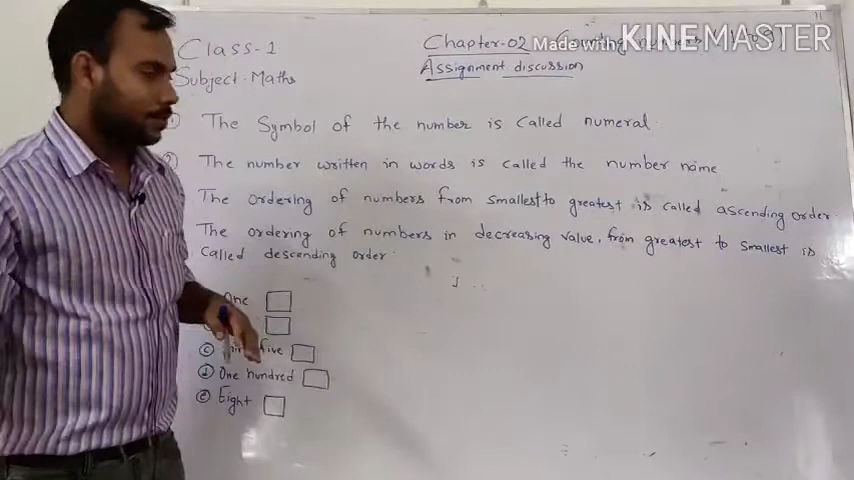 Class-1
Chapter-02 Counting numbers
Made with KINEMASTER
Subject-Maths
Assignment discussion
① The Symbol of the number is called numeral.
② The number written in words is called the number name
The ordering of numbers from smallest to greatest is called ascending order
The ordering of numbers in decreasing value, from greatest to smallest is
called descending order.
One
ⓒ five
ⓓ One hundred
ⓔ Eight